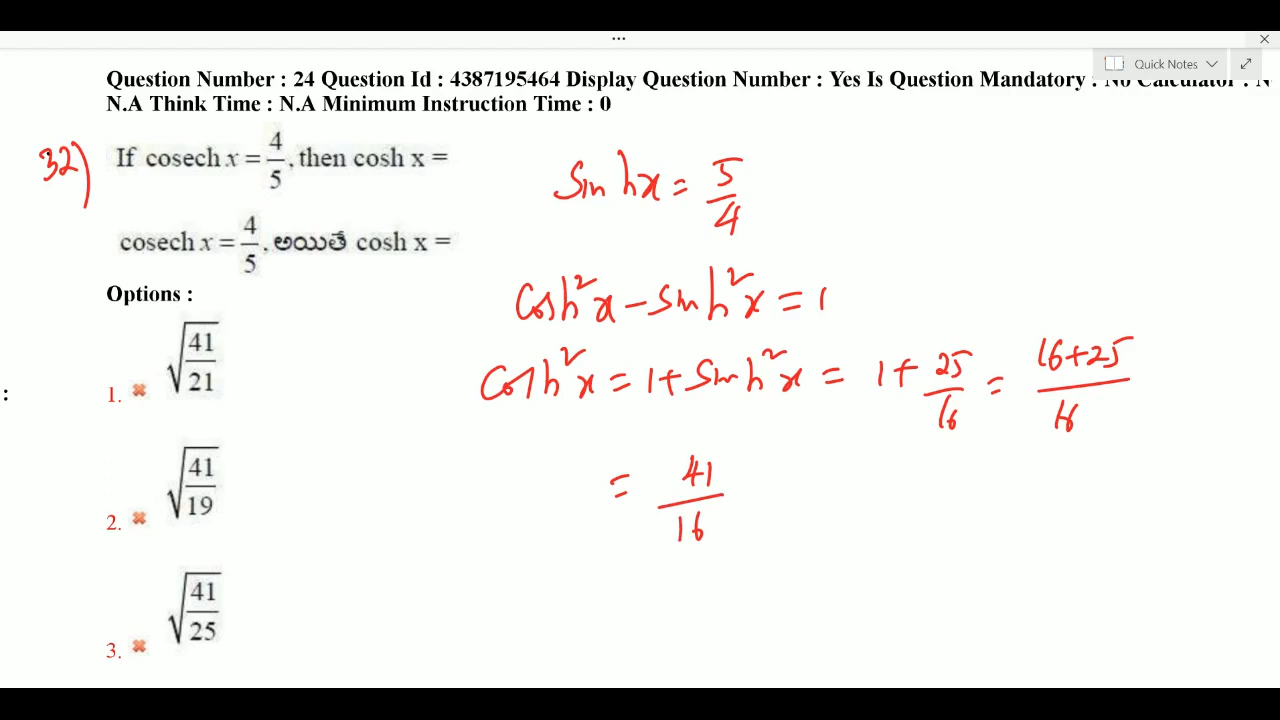 ...
Quick Notes
Question Number : 24 Question Id : 4387195464 Display Question Number : Yes Is Question Mandatory : No Calculator : N
N.A Think Time : N.A Minimum Instruction Time : 0
32) If cosech x = 4/5, then cosh x =
cosech x = 4/5, అయితే cosh x =
Options :
1. ✖ √(41/21)
2. ✖ √(41/19)
3. ✖ √(41/25)
:
Sin hx = 5/4
Cosh²x − Sinh²x = 1
Cosh²x = 1 + Sinh²x = 1 + 25/16 = 16+25/16
= 41/16